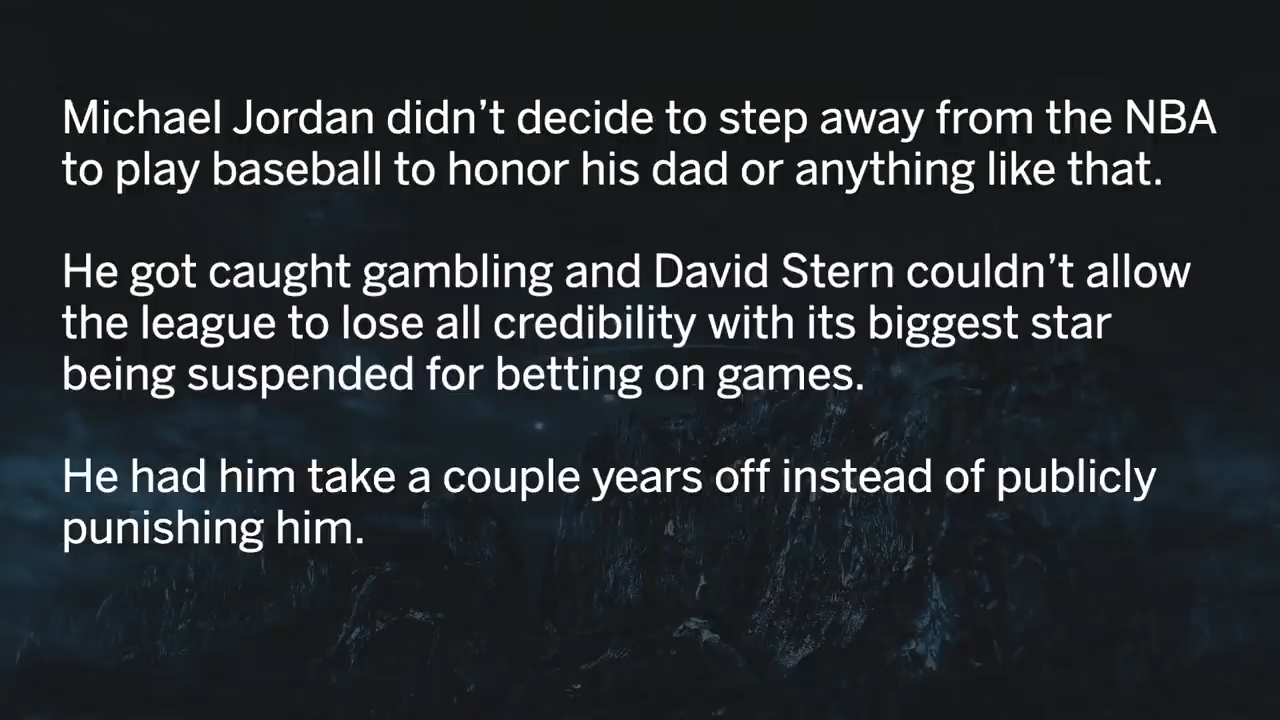 Michael Jordan didn’t decide to step away from the NBA
to play baseball to honor his dad or anything like that.
He got caught gambling and David Stern couldn’t allow
the league to lose all credibility with its biggest star
being suspended for betting on games.
He had him take a couple years off instead of publicly
punishing him.